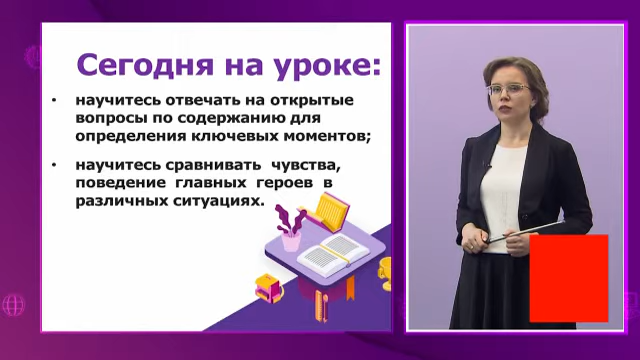 Сегодня на уроке:
• научитесь отвечать на открытые
вопросы по содержанию для
определения ключевых моментов;
• научитесь сравнивать чувства,
поведение главных героев в
различных ситуациях.